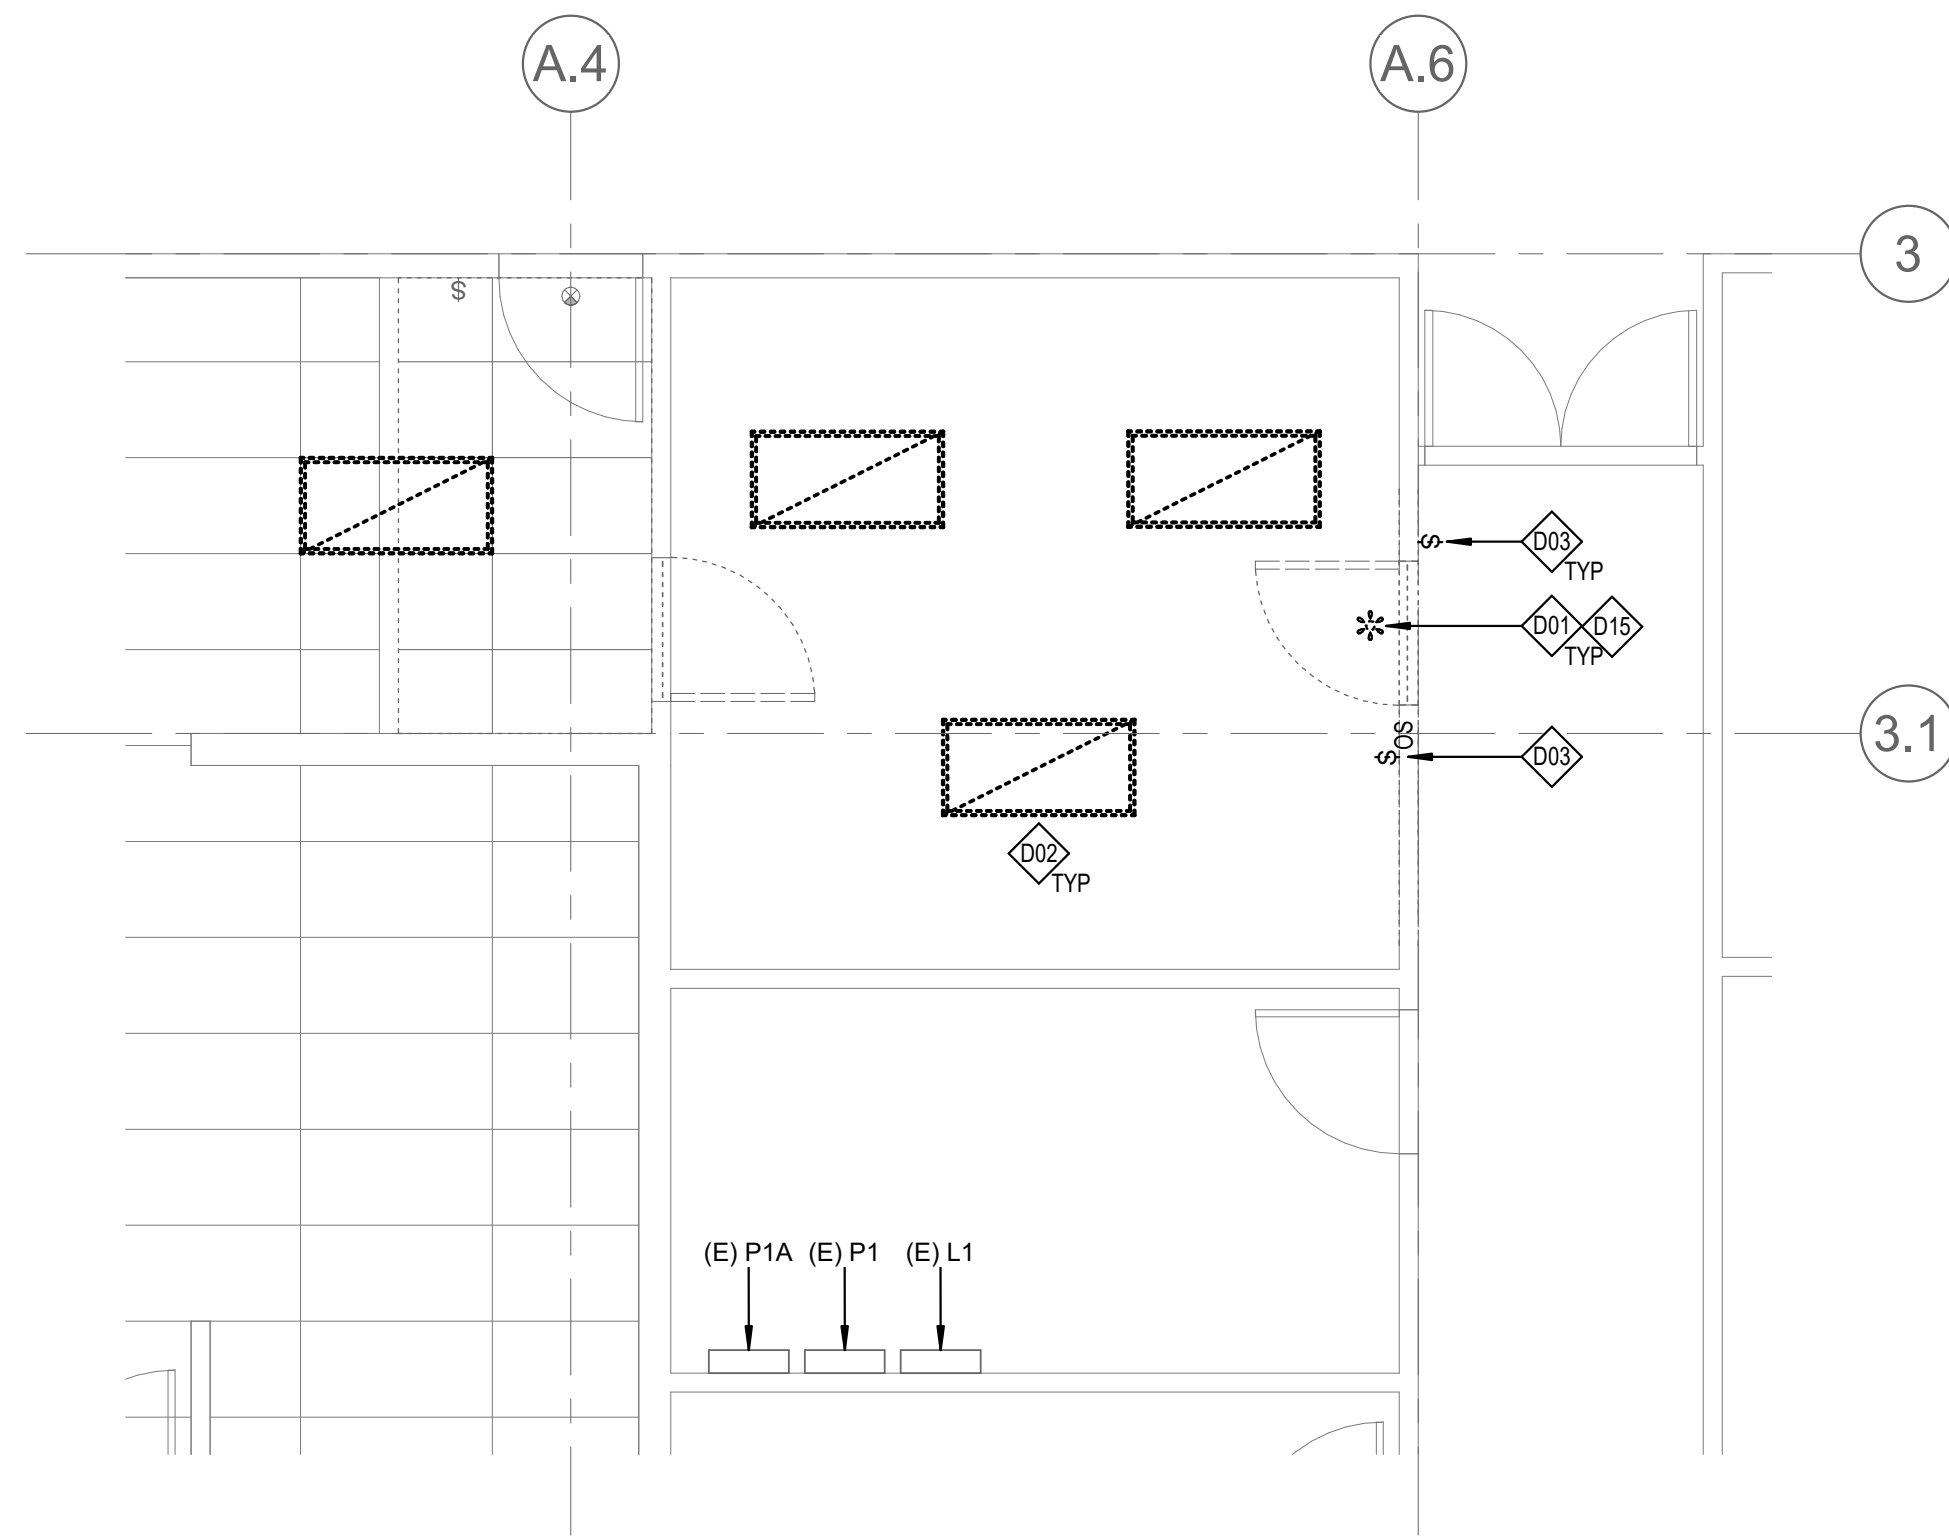 A.4
A.6
3
$
$
D03
TYP
D01
D15
TYP
3.1
OS
$
D03
D02
TYP
(E) P1A
(E) P1
(E) L1